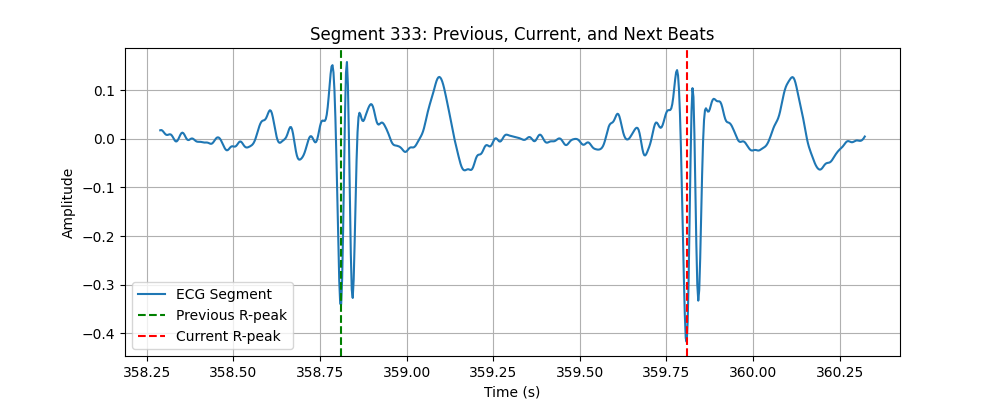 Segment 333: Previous, Current, and Next Beats
Amplitude
0.1
0.0
−0.1
−0.2
−0.3
−0.4
ECG Segment
Previous R-peak
Current R-peak
358.25 358.50 358.75 359.00 359.25 359.50 359.75 360.00 360.25
Time (s)